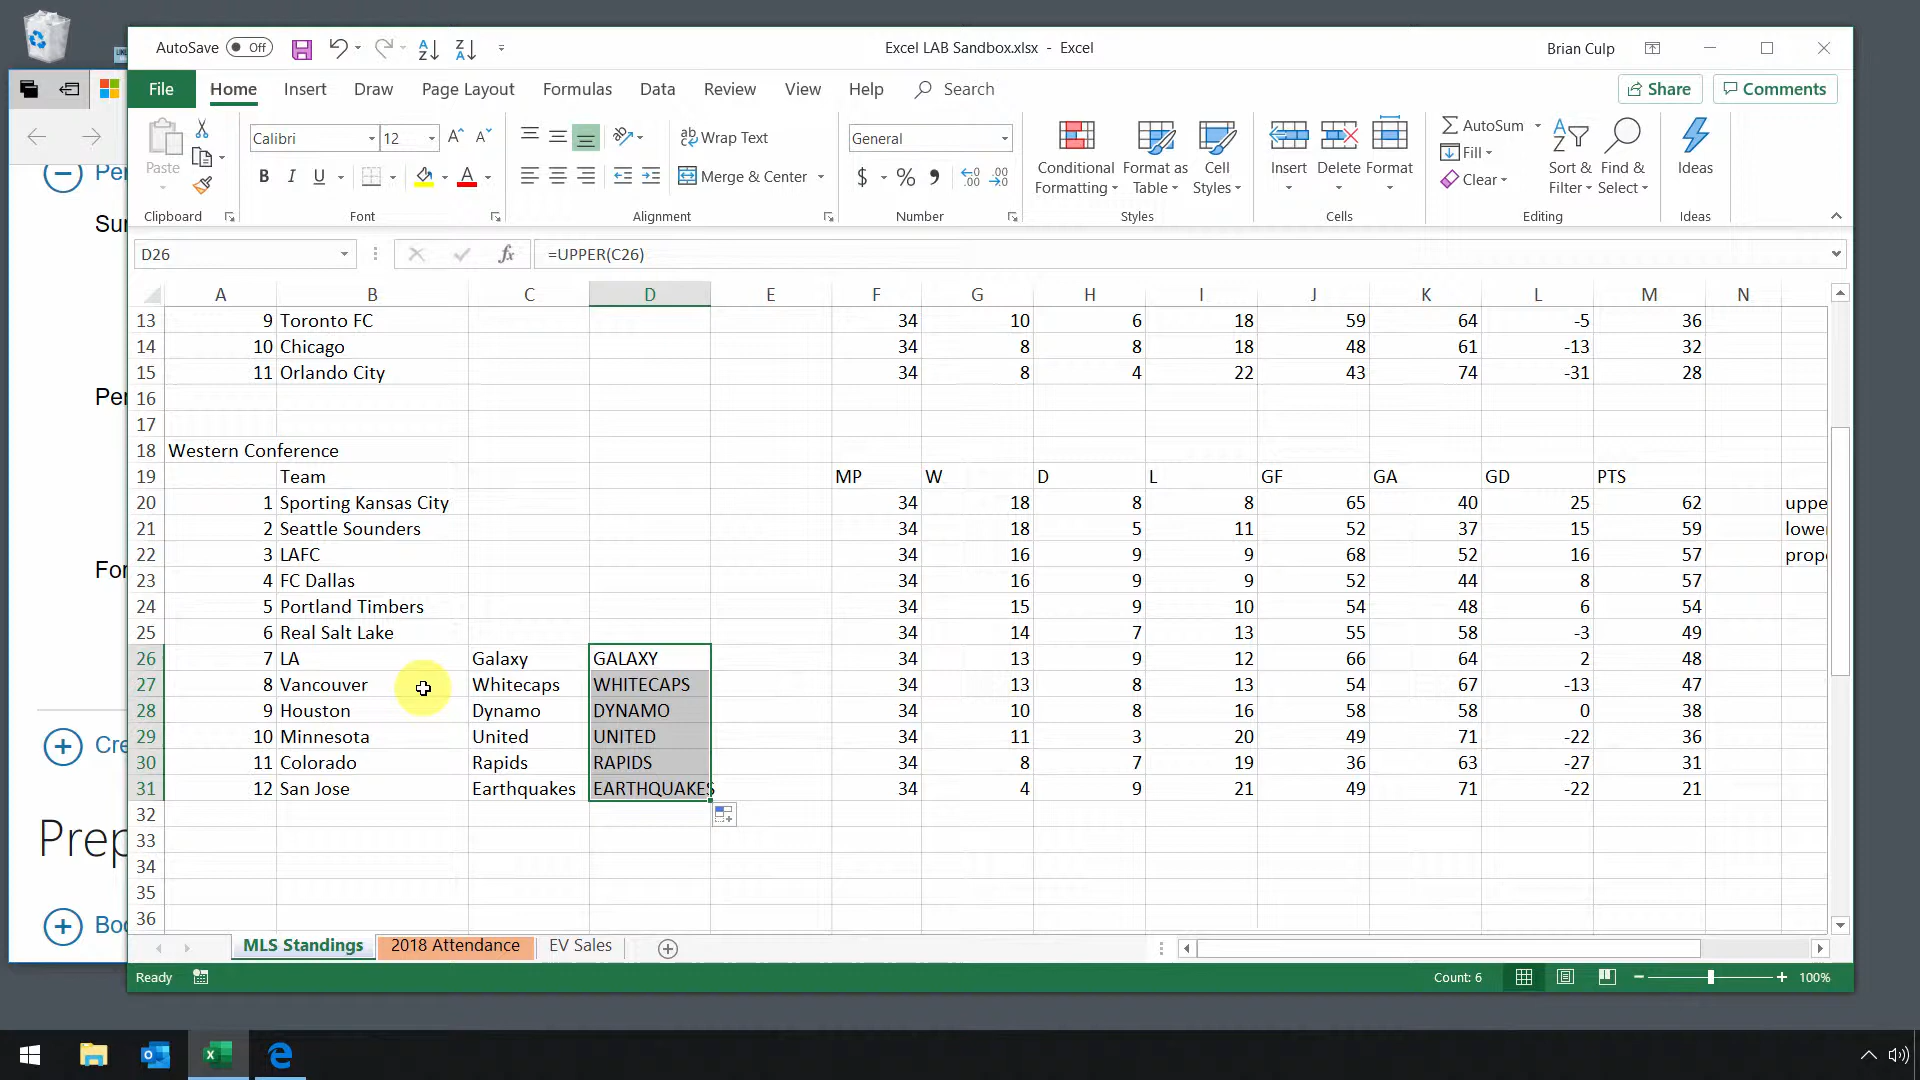 AutoSave Off Excel LAB Sandbox.xlsx - Excel Brian Culp
File Home Insert Draw Page Layout Formulas Data Review View Help Search Share Comments
Paste Calibri 12 Wrap Text General Conditional Formatting Format as Table Cell Styles Insert Delete Format AutoSum Sort & Filter Find & Select Ideas
B I U Merge & Center $ % Fill
Clear
Clipboard Font Alignment Number Styles Cells Editing Ideas
D26 fx =UPPER(C26)
A B C D E F G H I J K L M N
13 9 Toronto FC 34 10 6 18 59 64 -5 36
14 10 Chicago 34 8 8 18 48 61 -13 32
15 11 Orlando City 34 8 4 22 43 74 -31 28
16
17
18 Western Conference
19 Team MP W D L GF GA GD PTS
20 1 Sporting Kansas City 34 18 8 8 65 40 25 62 uppe
21 2 Seattle Sounders 34 18 5 11 52 37 15 59 lower
22 3 LAFC 34 16 9 9 68 52 16 57 prope
23 4 FC Dallas 34 16 9 9 52 44 8 57
24 5 Portland Timbers 34 15 9 10 54 48 6 54
25 6 Real Salt Lake 34 14 7 13 55 58 -3 49
26 7 LA Galaxy GALAXY 34 13 9 12 66 64 2 48
27 8 Vancouver Whitecaps WHITECAPS 34 13 8 13 54 67 -13 47
28 9 Houston Dynamo DYNAMO 34 10 8 16 58 58 0 38
29 10 Minnesota United UNITED 34 11 3 20 49 71 -22 36
30 11 Colorado Rapids RAPIDS 34 8 7 19 36 63 -27 31
31 12 San Jose Earthquakes EARTHQUAKES 34 4 9 21 49 71 -22 21
32
33
34
35
36
MLS Standings 2018 Attendance EV Sales
Ready Count: 6 100%
Per
Sur
Per
For
Cre
Prep
Boo